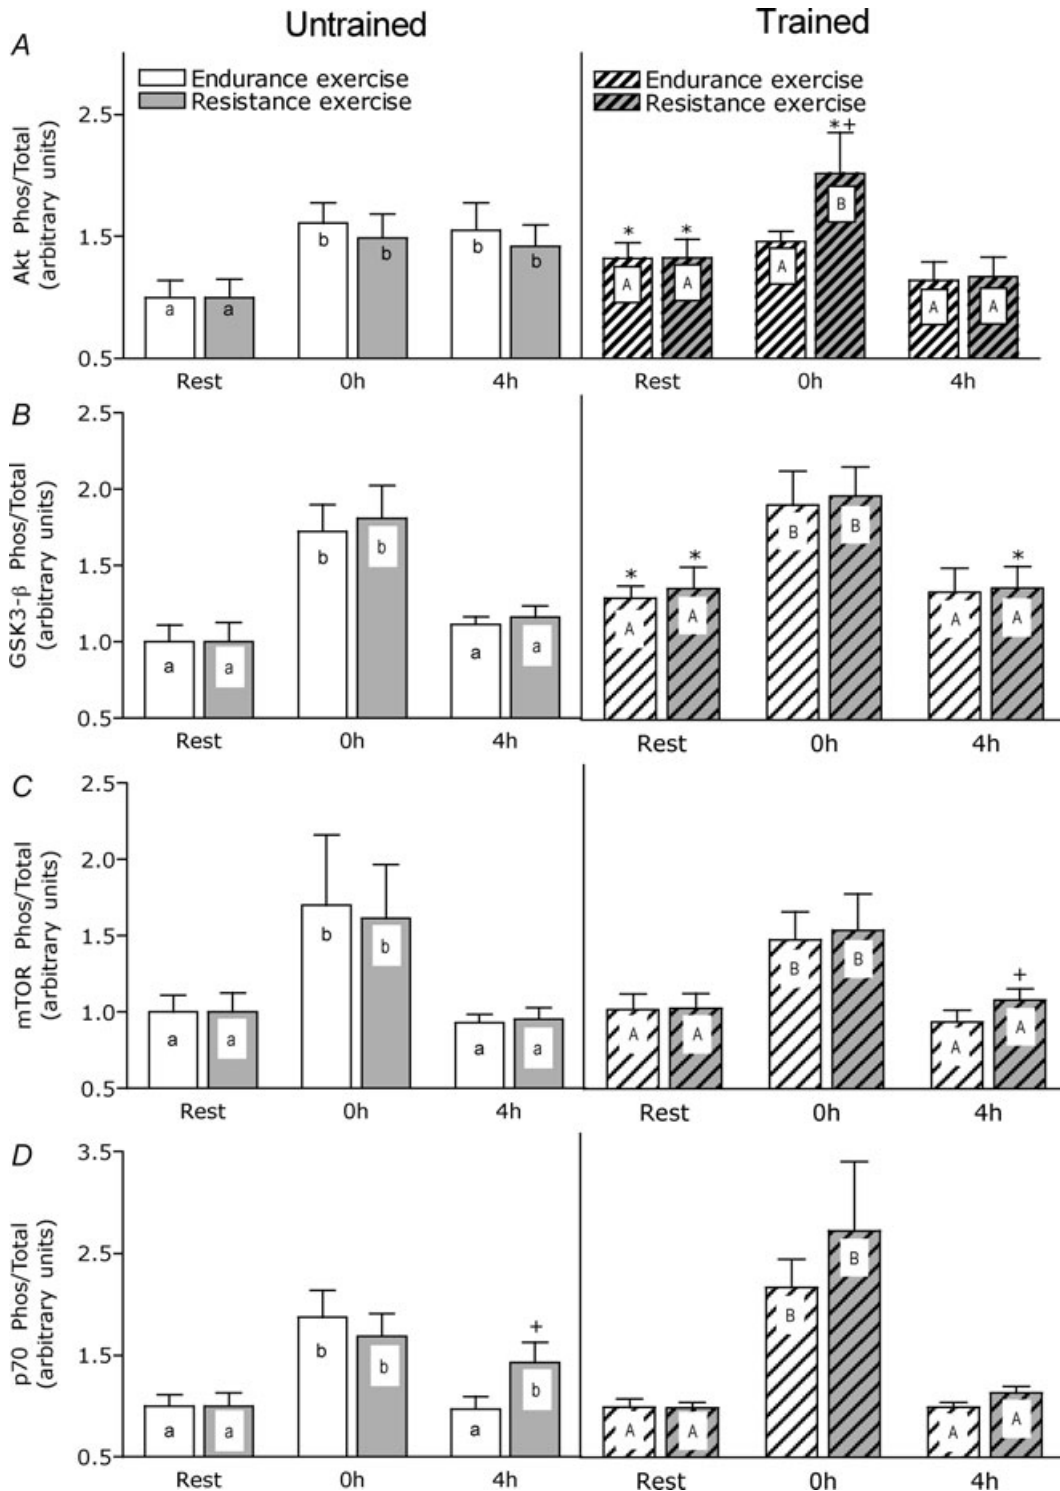 Untrained Trained
A
Endurance exercise Endurance exercise
Resistance exercise Resistance exercise
Akt Phos/Total
(arbitrary units)
2.5
1.5
0.5
*+
* *
a a b b b b A A A B A A
Rest 0h 4h Rest 0h 4h
B
GSK3-β Phos/Total
(arbitrary units)
2.5
2.0
1.5
1.0
0.5
* * *
a a b b a a A A B B A A
Rest 0h 4h Rest 0h 4h
C
mTOR Phos/Total
(arbitrary units)
2.5
2.0
1.5
1.0
0.5
+
a a b b a a A A B B A A
Rest 0h 4h Rest 0h 4h
D
p70 Phos/Total
(arbitrary units)
3.5
2.5
1.5
0.5
+
a a b b a b A A B B A A
Rest 0h 4h Rest 0h 4h